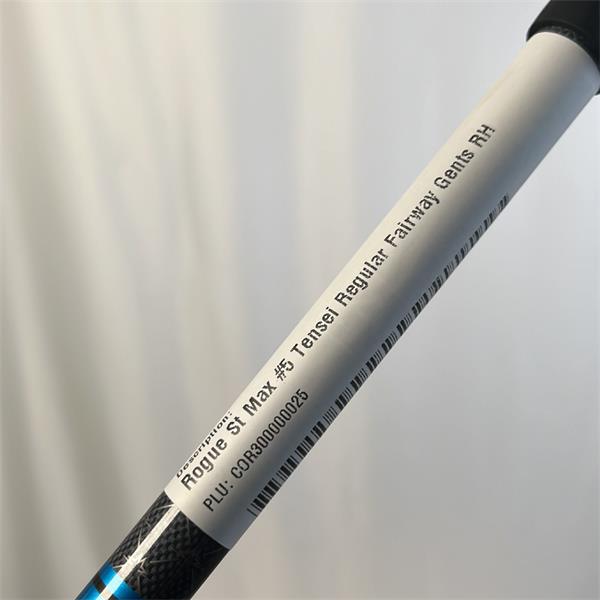 Description:
Rogue St Max #5 Tensei Regular Fairway Gents RH
PLU: COR300000025